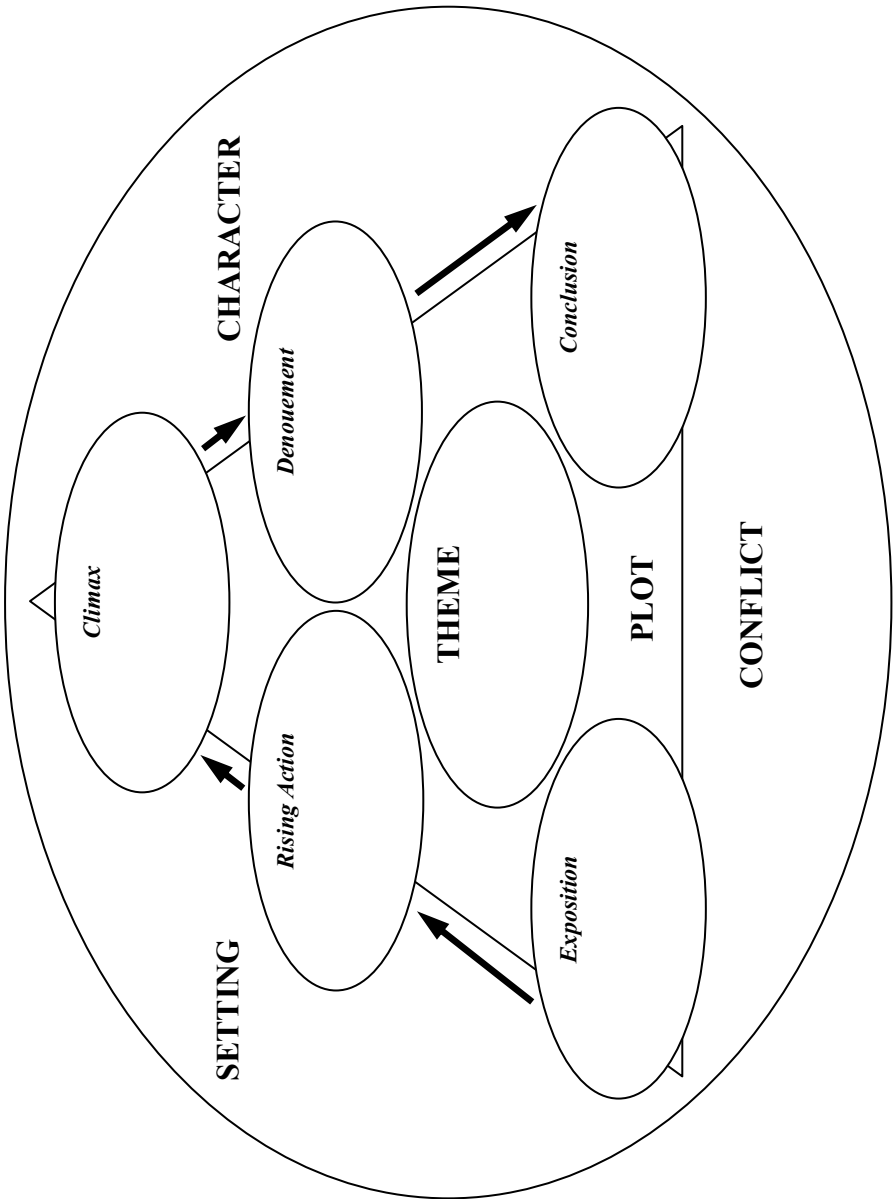 Climax
SETTING
CHARACTER
Rising Action
Denouement
THEME
Exposition
Conclusion
PLOT
CONFLICT